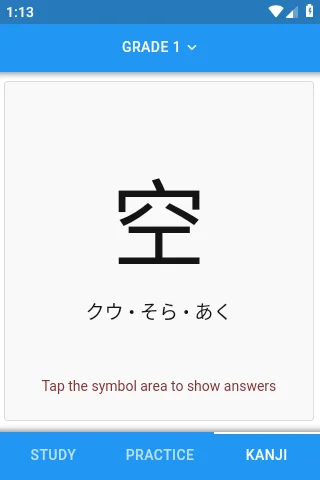 1:13
GRADE 1
空
クウ・そら・あく
Tap the symbol area to show answers
STUDY
PRACTICE
KANJI